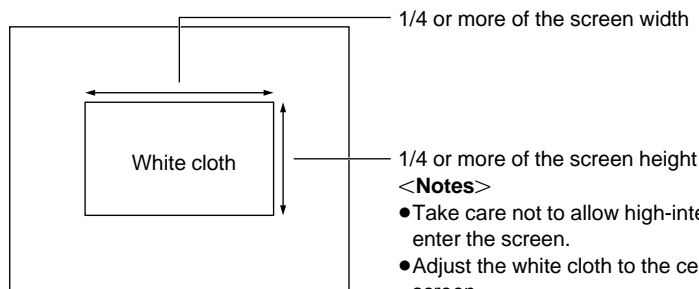 1/4 or more of the screen width
White cloth
1/4 or more of the screen height
<Notes>
●Take care not to allow high-inte
enter the screen.
●Adjust the white cloth to the ce
screen.